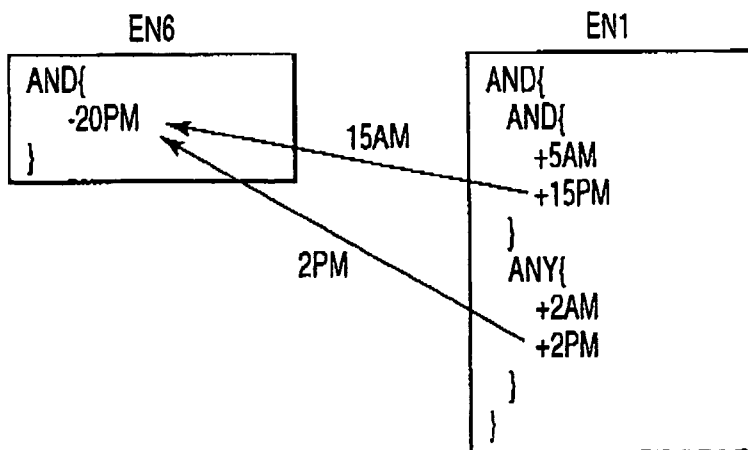 EN6
AND{
-20PM
}
15AM
2PM
EN1
AND{
AND{
+5AM
+15PM
}
ANY{
+2AM
+2PM
}
}